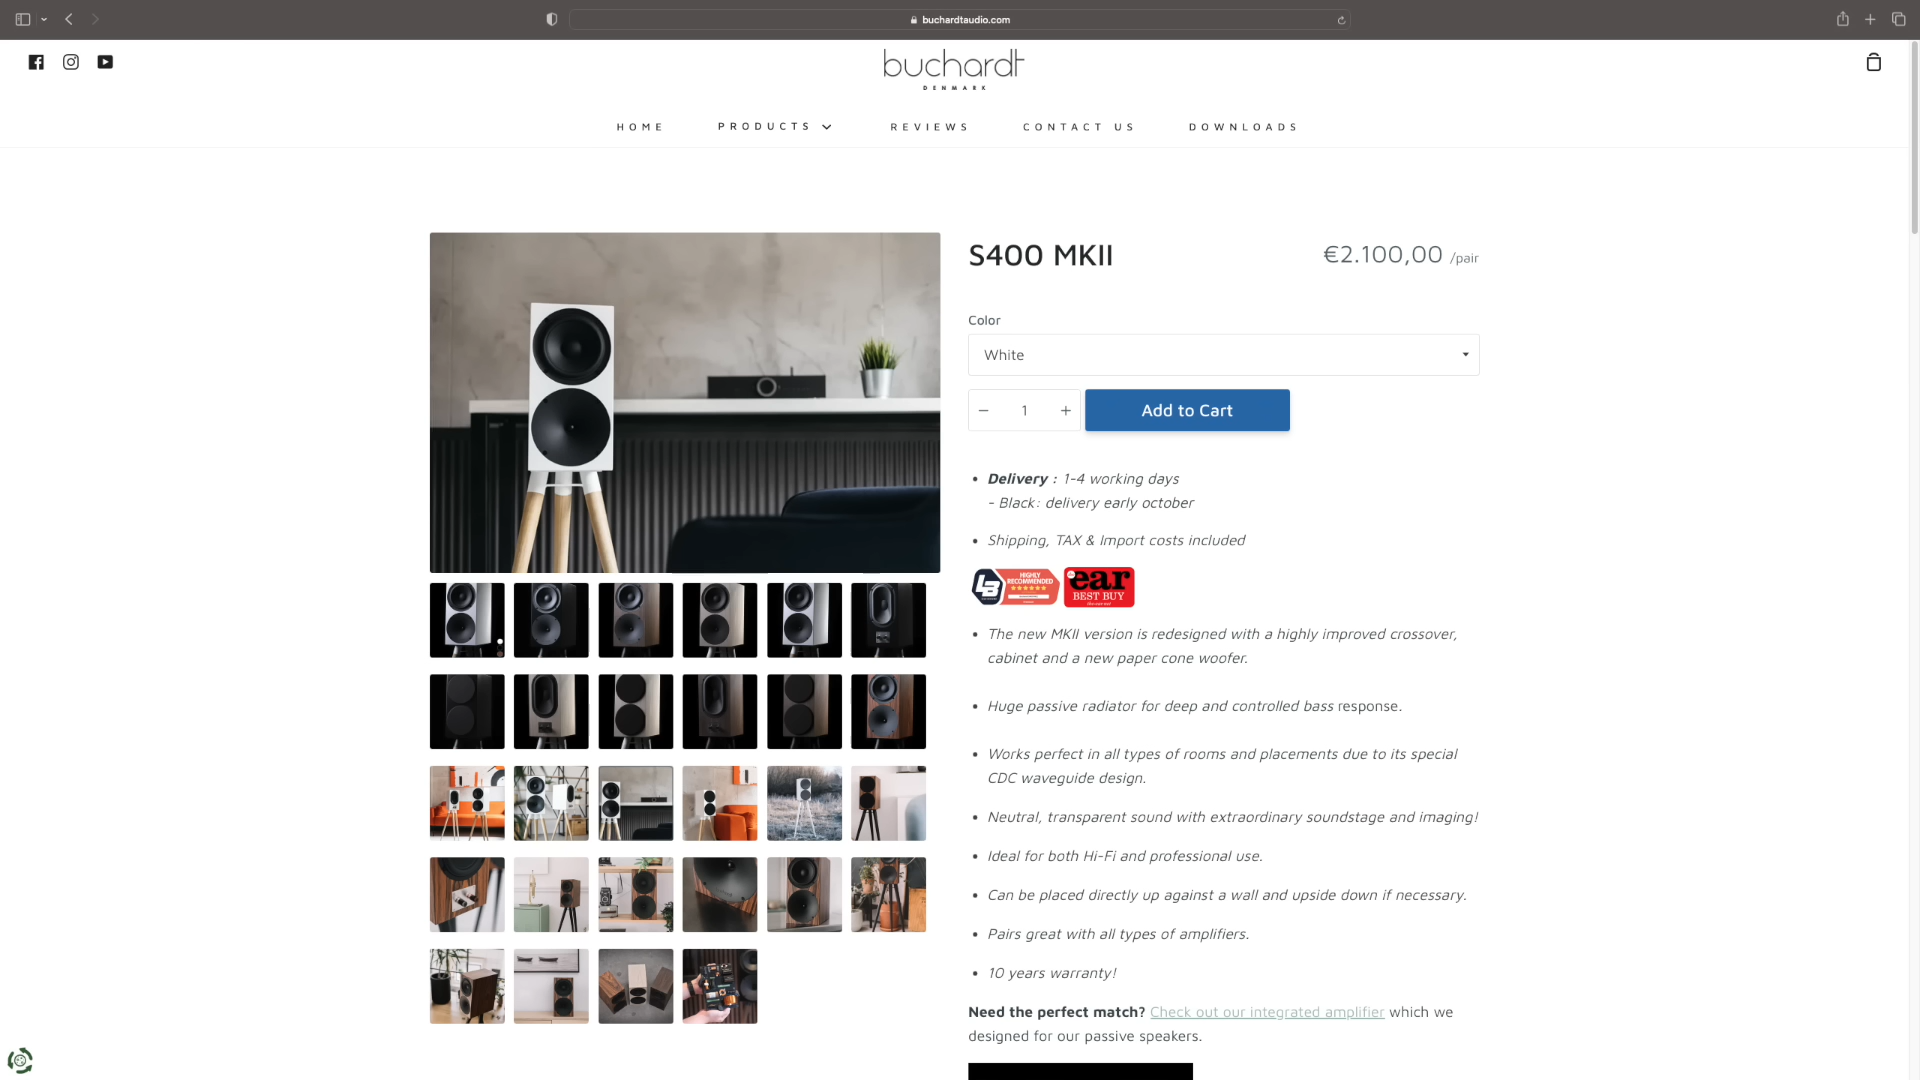 buchardtaudio.com
buchardt
DENMARK
HOME
PRODUCTS
REVIEWS
CONTACT US
DOWNLOADS
S400 MKII
€2.100,00 /pair
Color
White
1
Add to Cart
Delivery : 1-4 working days
- Black: delivery early october
Shipping, TAX & Import costs included
LB
HIGHLY
RECOMMENDED
ear
BEST BUY
The new MKII version is redesigned with a highly improved crossover,
cabinet and a new paper cone woofer.
Huge passive radiator for deep and controlled bass response.
Works perfect in all types of rooms and placements due to its special
CDC waveguide design.
Neutral, transparent sound with extraordinary soundstage and imaging!
Ideal for both Hi-Fi and professional use.
Can be placed directly up against a wall and upside down if necessary.
Pairs great with all types of amplifiers.
10 years warranty!
Need the perfect match? Check out our integrated amplifier which we
designed for our passive speakers.